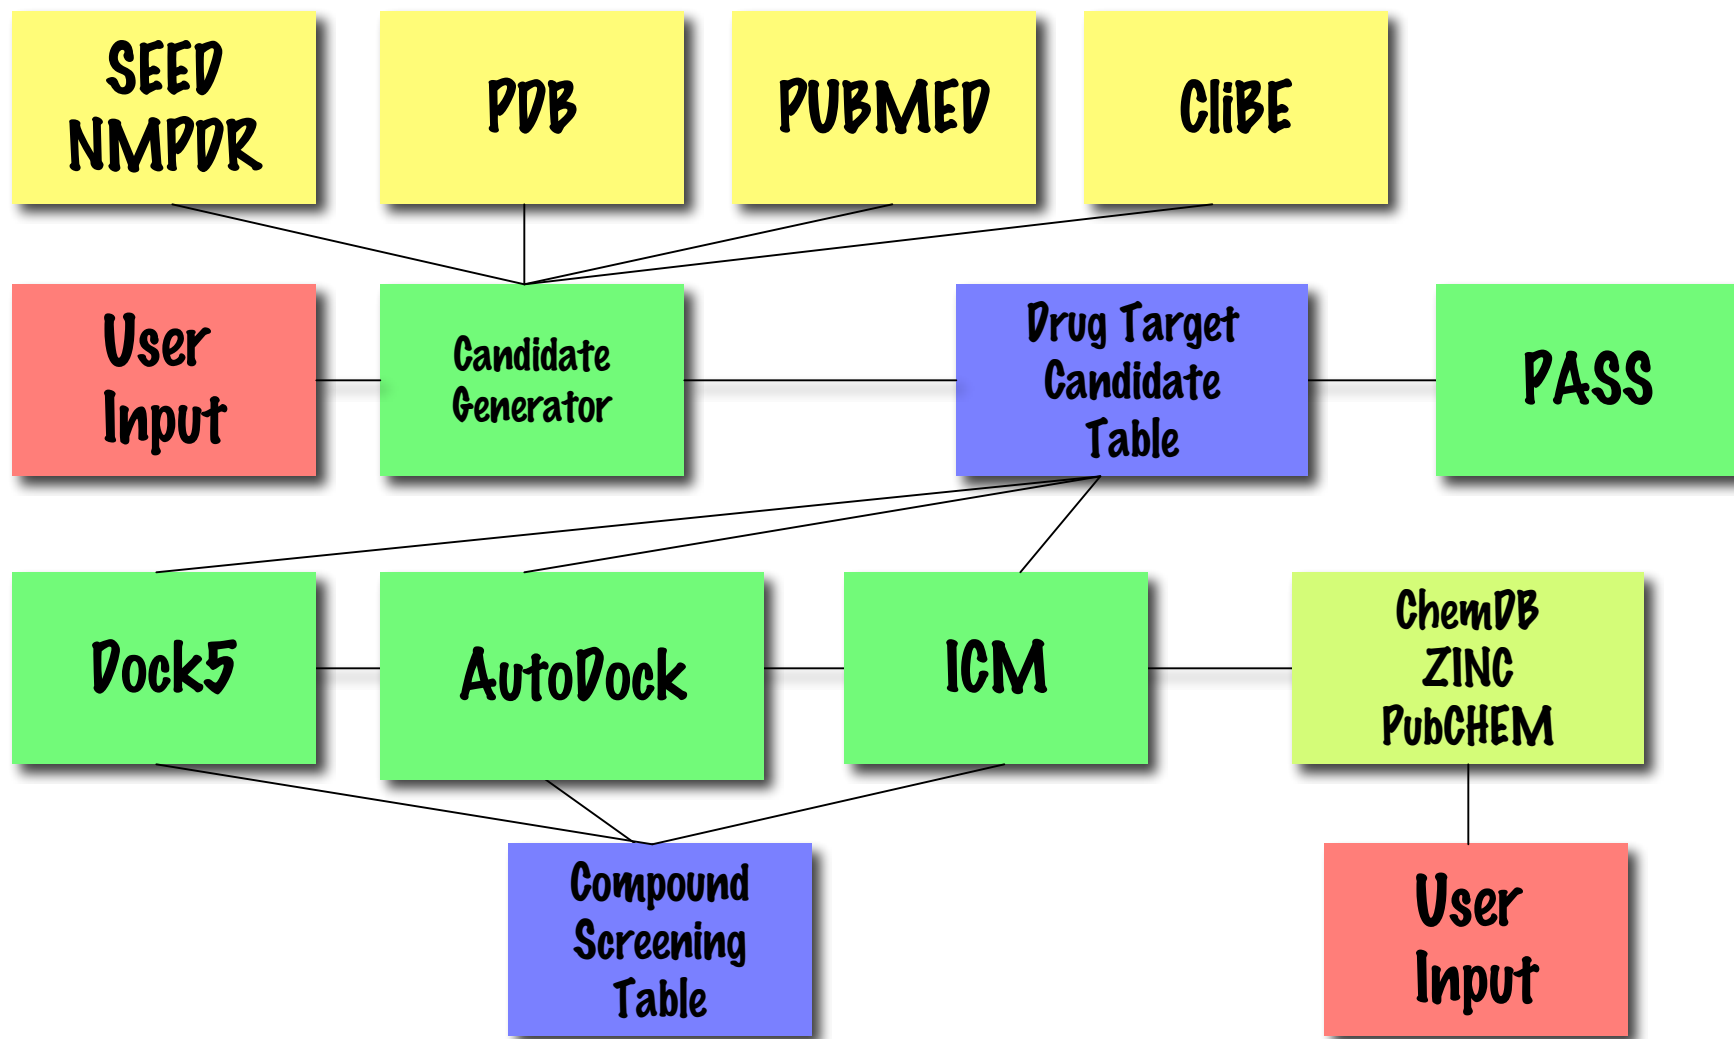 SEED
NMPDR
PDB
PUBMED
CliBE
User
Input
Candidate
Generator
Drug Target
Candidate
Table
PASS
Dock5
AutoDock
ICM
ChemDB
ZINC
PubCHEM
Compound
Screening
Table
User
Input